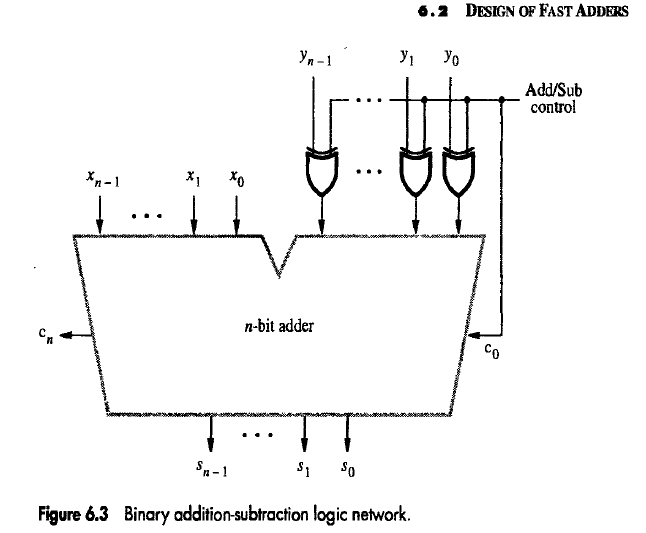 6.2 DESIGN OF FAST ADDERS
y_{n-1} y_1 y_0
Add/Sub
control
x_{n-1} x_1 x_0
n-bit adder
c_n
c_0
s_{n-1} s_1 s_0
Figure 6.3 Binary addition-subtraction logic network.